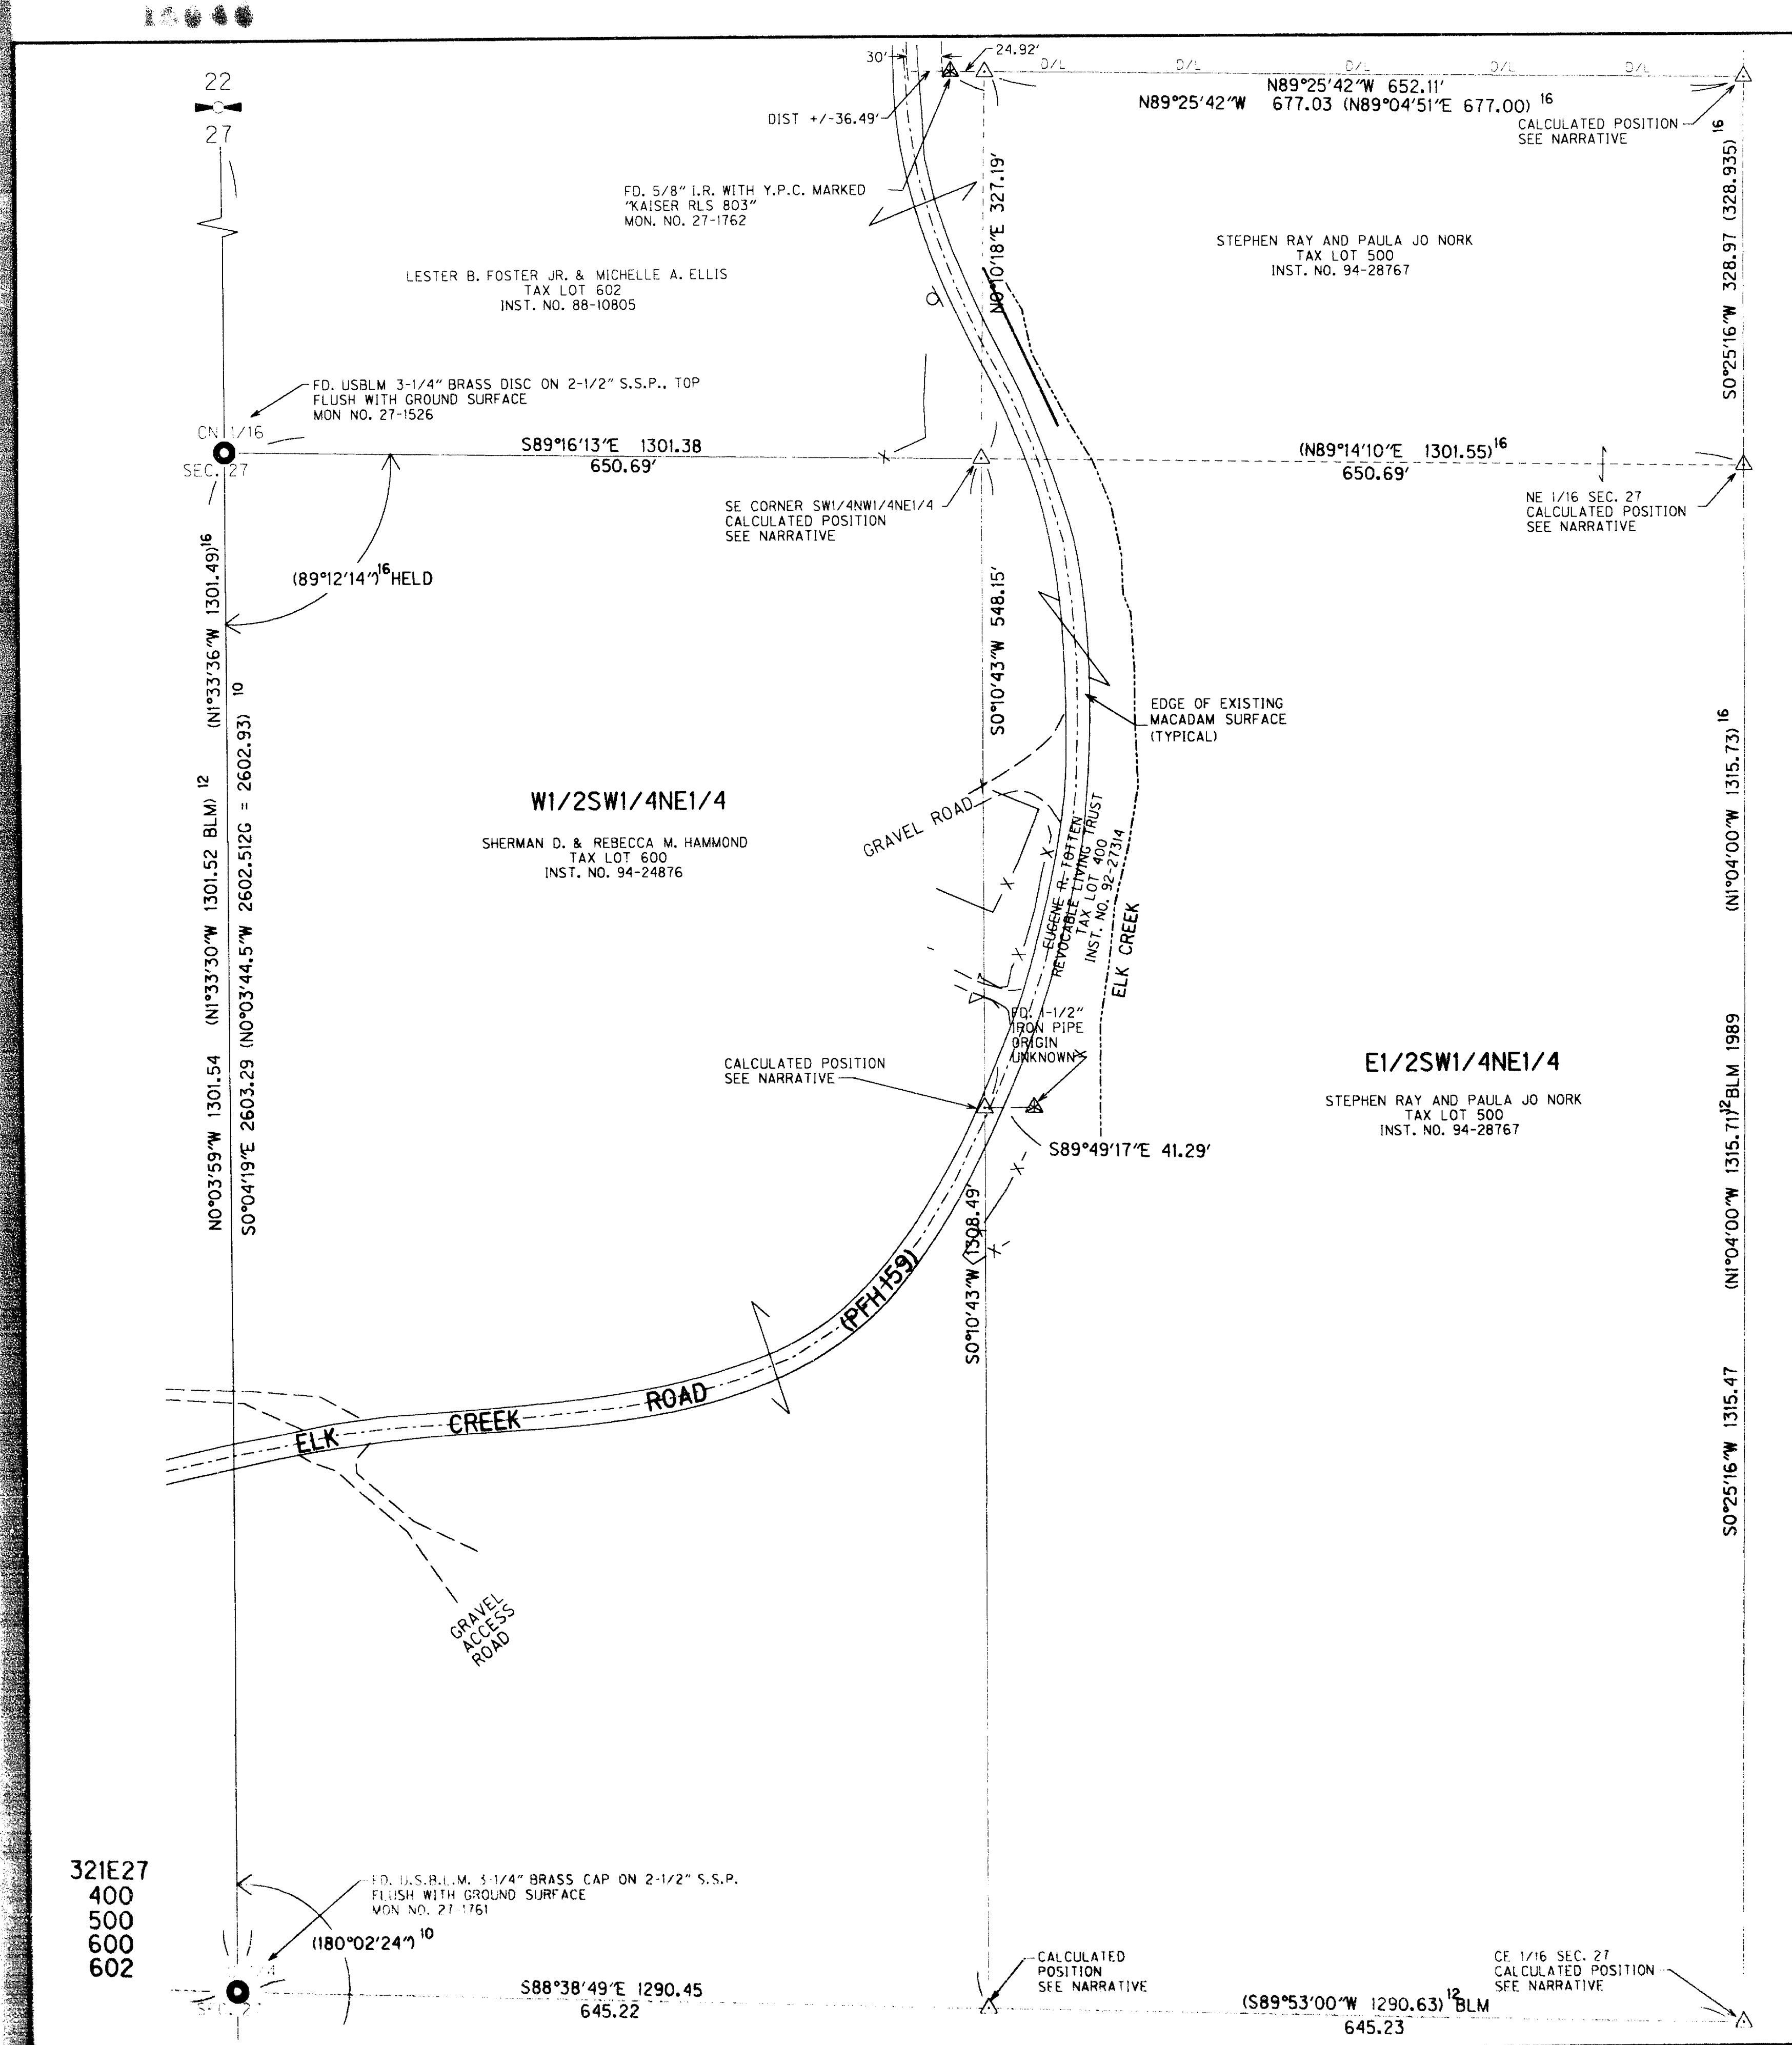 22
27
30'
24.92'
D/L D/L D/L D/L D/L
N89°25'42"W 652.11'
N89°25'42"W 677.03 (N89°04'51"E 677.00) 16
DIST +/-36.49'
CALCULATED POSITION
SEE NARRATIVE
FD. 5/8" I.R. WITH Y.P.C. MARKED
"KAISER RLS 803"
MON. NO. 27-1762
N0°10'18"E 327.19'
S0°25'16"W 328.97 (328.935) 16
STEPHEN RAY AND PAULA JO NORK
TAX LOT 500
INST. NO. 94-28767
LESTER B. FOSTER JR. & MICHELLE A. ELLIS
TAX LOT 602
INST. NO. 88-10805
FD. USBLM 3-1/4" BRASS DISC ON 2-1/2" S.S.P., TOP
FLUSH WITH GROUND SURFACE
MON NO. 27-1526
CN 1/16
SEC. 27
S89°16'13"E 1301.38
650.69'
(N89°14'10"E 1301.55)16
650.69'
SE CORNER SW1/4NW1/4NE1/4
CALCULATED POSITION
SEE NARRATIVE
NE 1/16 SEC. 27
CALCULATED POSITION
SEE NARRATIVE
(89°12'14")16 HELD
N0°03'59"W 1301.54 (N1°33'30"W 1301.52 BLM) 12 (N1°33'36"W 1301.49)16
S0°04'19"E 2603.29 (N0°03'44.5"W 2602.512G = 2602.93) 10
S0°10'43"W 548.15'
EDGE OF EXISTING
MACADAM SURFACE
(TYPICAL)
W1/2SW1/4NE1/4
SHERMAN D. & REBECCA M. HAMMOND
TAX LOT 600
INST. NO. 94-24876
GRAVEL ROAD
EUGENE R. TOTTEN
REVOCABLE LIVING TRUST
TAX LOT 400
INST. NO. 92-27314
ELK CREEK
FD. 1-1/2"
IRON PIPE
ORIGIN
UNKNOWN
CALCULATED POSITION
SEE NARRATIVE
S89°49'17"E 41.29'
E1/2SW1/4NE1/4
STEPHEN RAY AND PAULA JO NORK
TAX LOT 500
INST. NO. 94-28767
S0°25'16"W 1315.47 (N1°04'00"W 1315.71)12 BLM 1989 (N1°04'00"W 1315.73) 16
S0°10'43"W 1308.49'
ELK CREEK ROAD (PFH 159)
GRAVEL
ACCESS
ROAD
321E27
400
500
600
602
FD. U.S.B.L.M. 3-1/4" BRASS CAP ON 2-1/2" S.S.P.
FLUSH WITH GROUND SURFACE
MON NO. 27-1761
(180°02'24") 10
S88°38'49"E 1290.45
645.22
CALCULATED
POSITION
SEE NARRATIVE
CE 1/16 SEC. 27
CALCULATED POSITION
SEE NARRATIVE
(S89°53'00"W 1290.63) 12 BLM
645.23